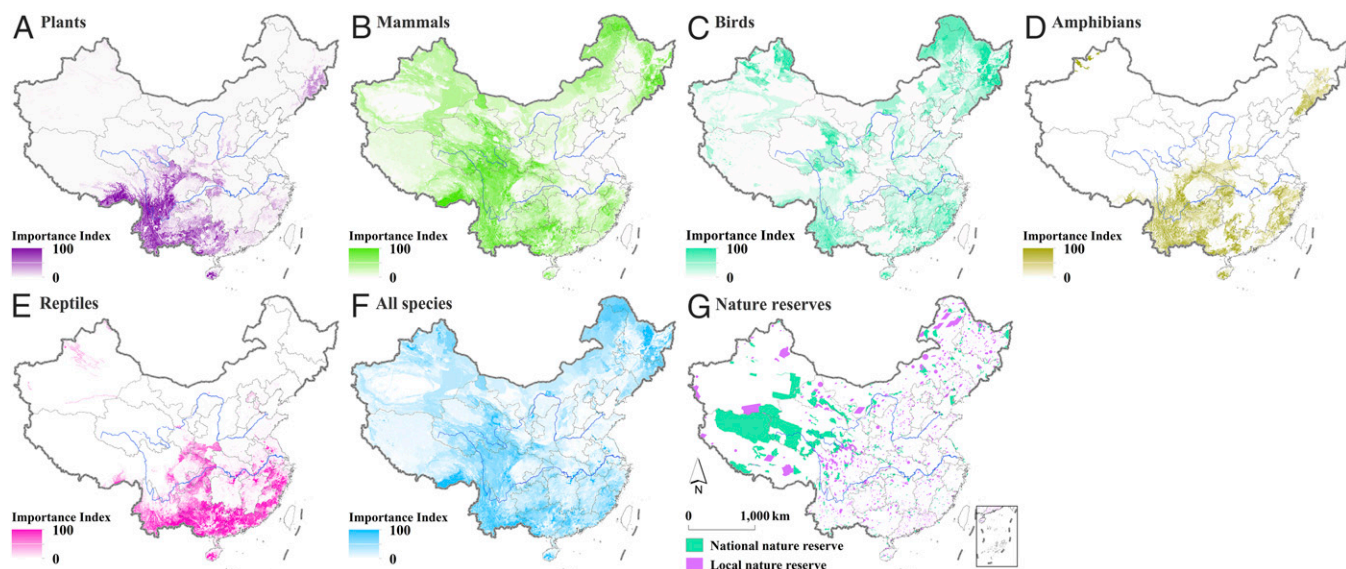 A Plants
B Mammals
C Birds
D Amphibians
Importance Index
100
0
Importance Index
100
0
Importance Index
100
0
Importance Index
100
0
E Reptiles
F All species
G Nature reserves
Importance Index
100
0
Importance Index
100
0
N
0 1,000 km
National nature reserve
Local nature reserve